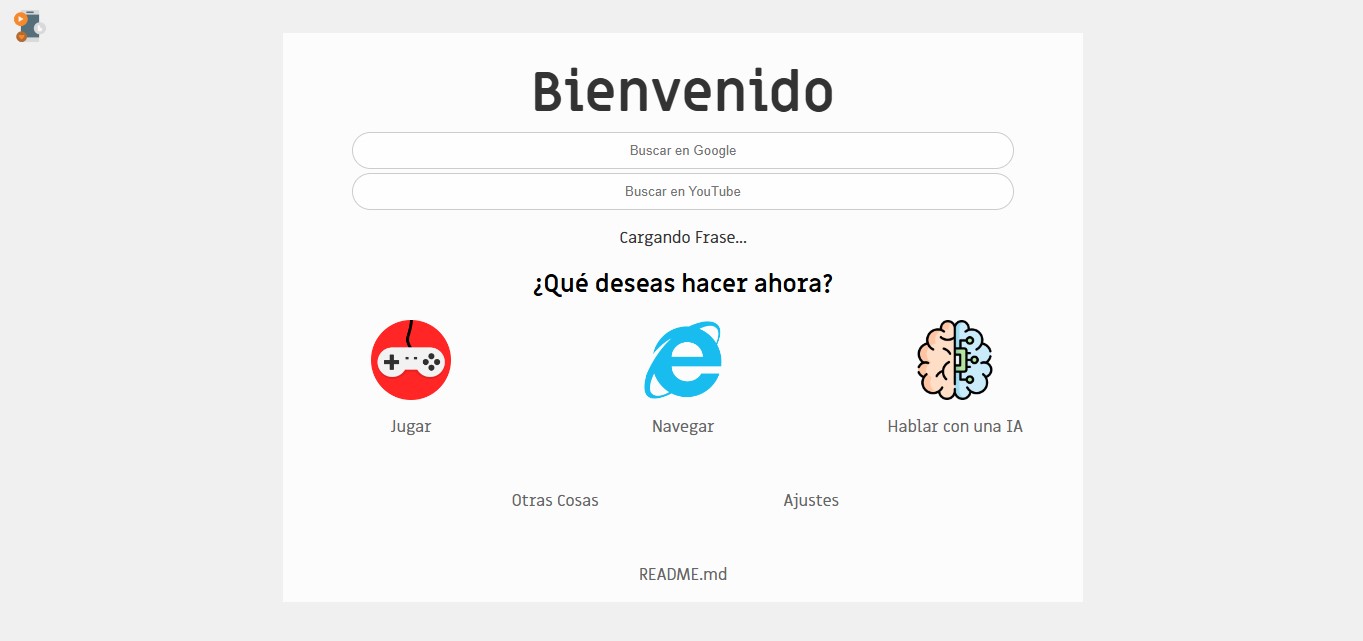 Bienvenido
Buscar en Google
Buscar en YouTube
Cargando Frase...
¿Qué deseas hacer ahora?
Jugar
Navegar
Hablar con una IA
Otras Cosas
Ajustes
README.md